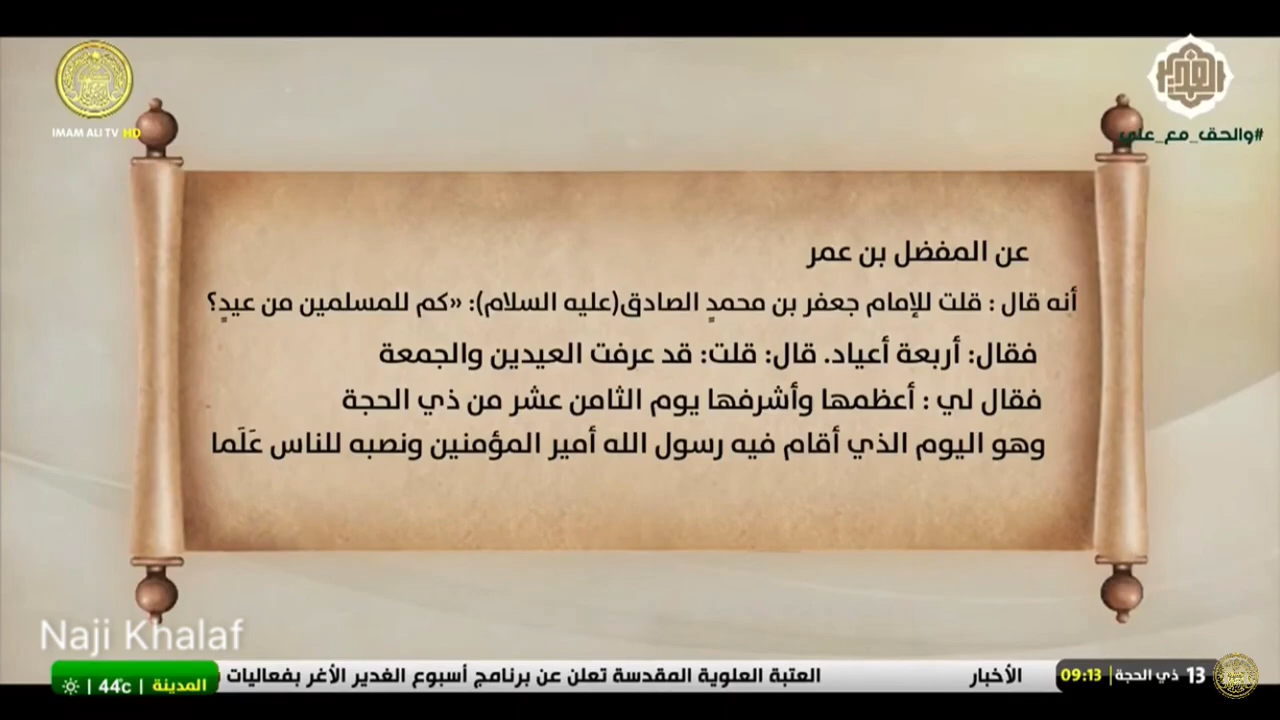 IMAM ALI TV HD
الغدير
#والحق_مع_علي
عن المفضل بن عمر
أنه قال : قلت للإمام جعفر بن محمدٍ الصادق(عليه السلام): «كم للمسلمين من عيدٍ؟
فقال: أربعة أعياد. قال: قلت: قد عرفت العيدين والجمعة
فقال لي : أعظمها وأشرفها يوم الثامن عشر من ذي الحجة
وهو اليوم الذي أقام فيه رسول الله أمير المؤمنين ونصبه للناس عَلَما
Naji Khalaf
13 ذي الحجة | 09:13 الأخبار العتبة العلوية المقدسة تعلن عن برنامج أسبوع الغدير الأغر بفعاليات المدينة | 44c |